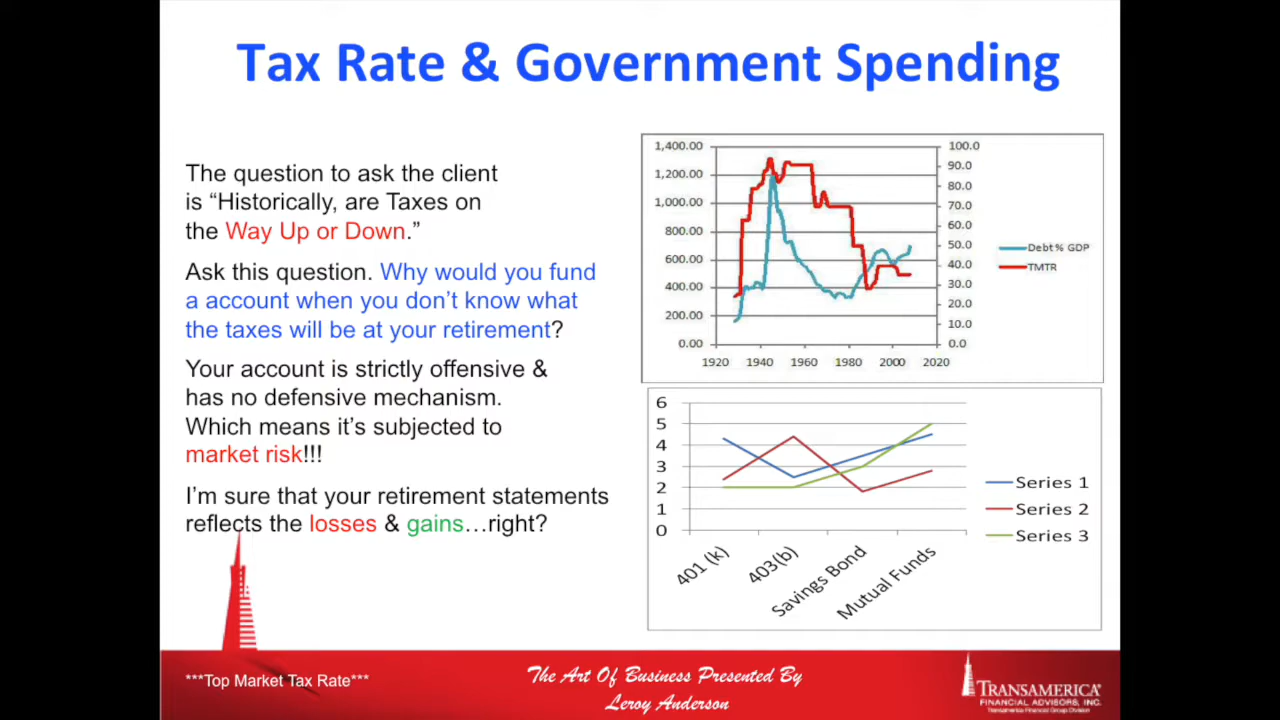 Tax Rate & Government Spending
The question to ask the client
is “Historically, are Taxes on
the Way Up or Down.”
Ask this question. Why would you fund
a account when you don’t know what
the taxes will be at your retirement?
Your account is strictly offensive &
has no defensive mechanism.
Which means it’s subjected to
market risk!!!
I’m sure that your retirement statements
reflects the losses & gains…right?
1,400.00
1,200.00
1,000.00
800.00
600.00
400.00
200.00
0.00
100.0
90.0
80.0
70.0
60.0
50.0
40.0
30.0
20.0
10.0
0.0
1920 1940 1960 1980 2000 2020
Debt% GDP
TMTR
6
5
4
3
2
1
0
401 (k)
403(b)
Savings Bond
Mutual Funds
Series 1
Series 2
Series 3
***Top Market Tax Rate***
The Art Of Business Presented By
Leroy Anderson
TRANSAMERICA®
FINANCIAL ADVISORS, INC.
Transamerica Financial Group Division